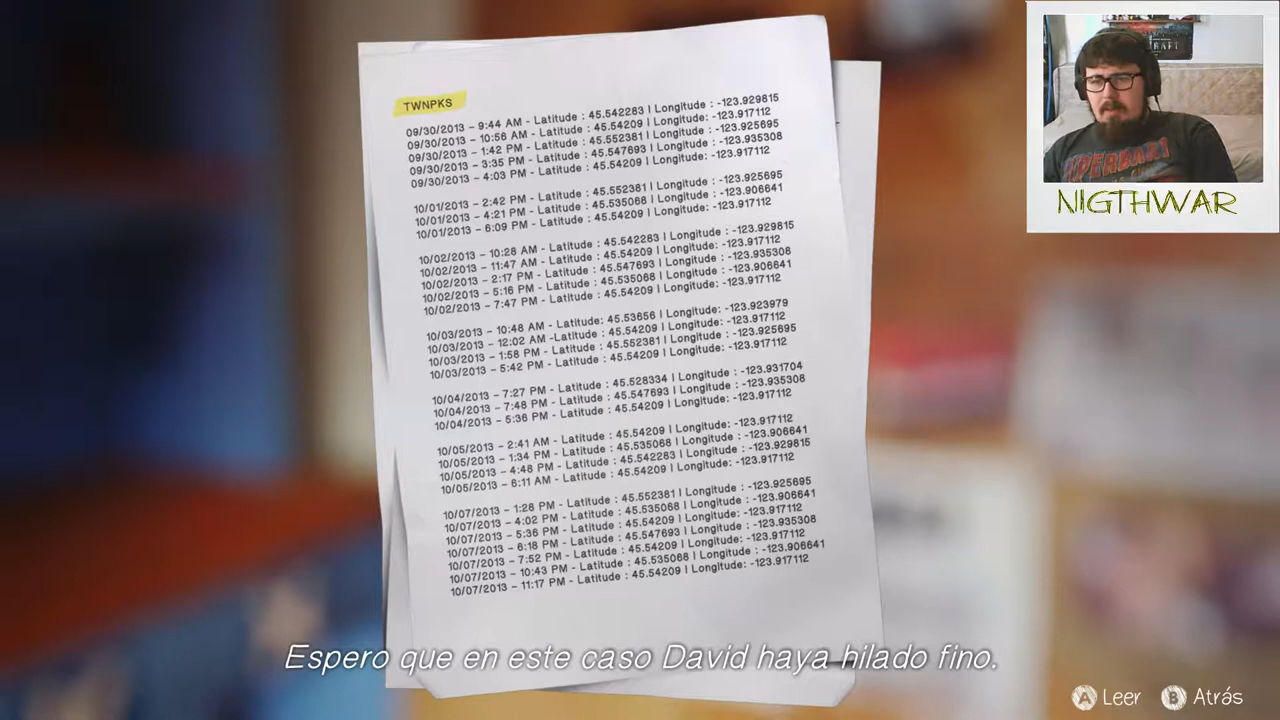 TWNPKS
09/30/2013 - 9:44 AM - Latitude : 45.542283 | Longitude : -123.929815
09/30/2013 - 10:56 AM - Latitude : 45.54209 | Longitude: -123.917112
09/30/2013 - 1:42 PM - Latitude : 45.552381 | Longitude : -123.925695
09/30/2013 - 3:35 PM - Latitude : 45.547693 | Longitude : -123.935308
09/30/2013 - 4:03 PM - Latitude : 45.54209 | Longitude: -123.917112
10/01/2013 - 2:42 PM - Latitude : 45.552381 | Longitude : -123.925695
10/01/2013 - 4:21 PM - Latitude : 45.535068 | Longitude : -123.906641
10/01/2013 - 6:09 PM - Latitude : 45.54209 | Longitude: -123.917112
10/02/2013 - 10:28 AM - Latitude : 45.542283 | Longitude : -123.929815
10/02/2013 - 11:47 AM - Latitude : 45.54209 | Longitude: -123.917112
10/02/2013 - 2:17 PM - Latitude : 45.547693 | Longitude : -123.935308
10/02/2013 - 5:16 PM - Latitude : 45.535068 | Longitude : -123.906641
10/02/2013 - 7:47 PM - Latitude : 45.54209 | Longitude: -123.917112
10/03/2013 - 10:48 AM - Latitude: 45.53656 | Longitude: -123.923979
10/03/2013 - 12:02 AM -Latitude : 45.54209 | Longitude: -123.917112
10/03/2013 - 1:58 PM - Latitude : 45.552381 | Longitude : -123.925695
10/03/2013 - 5:42 PM - Latitude : 45.54209 | Longitude: -123.917112
10/04/2013 - 7:27 PM - Latitude : 45.528334 | Longitude : -123.931704
10/04/2013 - 7:48 PM - Latitude : 45.547693 | Longitude : -123.935308
10/04/2013 - 5:36 PM - Latitude : 45.54209 | Longitude: -123.917112
10/05/2013 - 2:41 AM - Latitude : 45.54209 | Longitude: -123.917112
10/05/2013 - 1:34 PM - Latitude : 45.535068 | Longitude : -123.906641
10/05/2013 - 4:48 PM - Latitude : 45.542283 | Longitude : -123.929815
10/05/2013 - 6:11 AM - Latitude : 45.54209 | Longitude: -123.917112
10/07/2013 - 1:28 PM - Latitude : 45.552381 | Longitude : -123.925695
10/07/2013 - 4:02 PM - Latitude : 45.535068 | Longitude : -123.906641
10/07/2013 - 5:36 PM - Latitude : 45.54209 | Longitude: -123.917112
10/07/2013 - 6:18 PM - Latitude : 45.547693 | Longitude : -123.935308
10/07/2013 - 7:52 PM - Latitude : 45.54209 | Longitude: -123.917112
10/07/2013 - 10:43 PM - Latitude : 45.535068 | Longitude : -123.906641
10/07/2013 - 11:17 PM - Latitude : 45.54209 | Longitude: -123.917112
NIGTHWAR
Espero que en este caso David haya hilado fino.
A Leer B Atrás